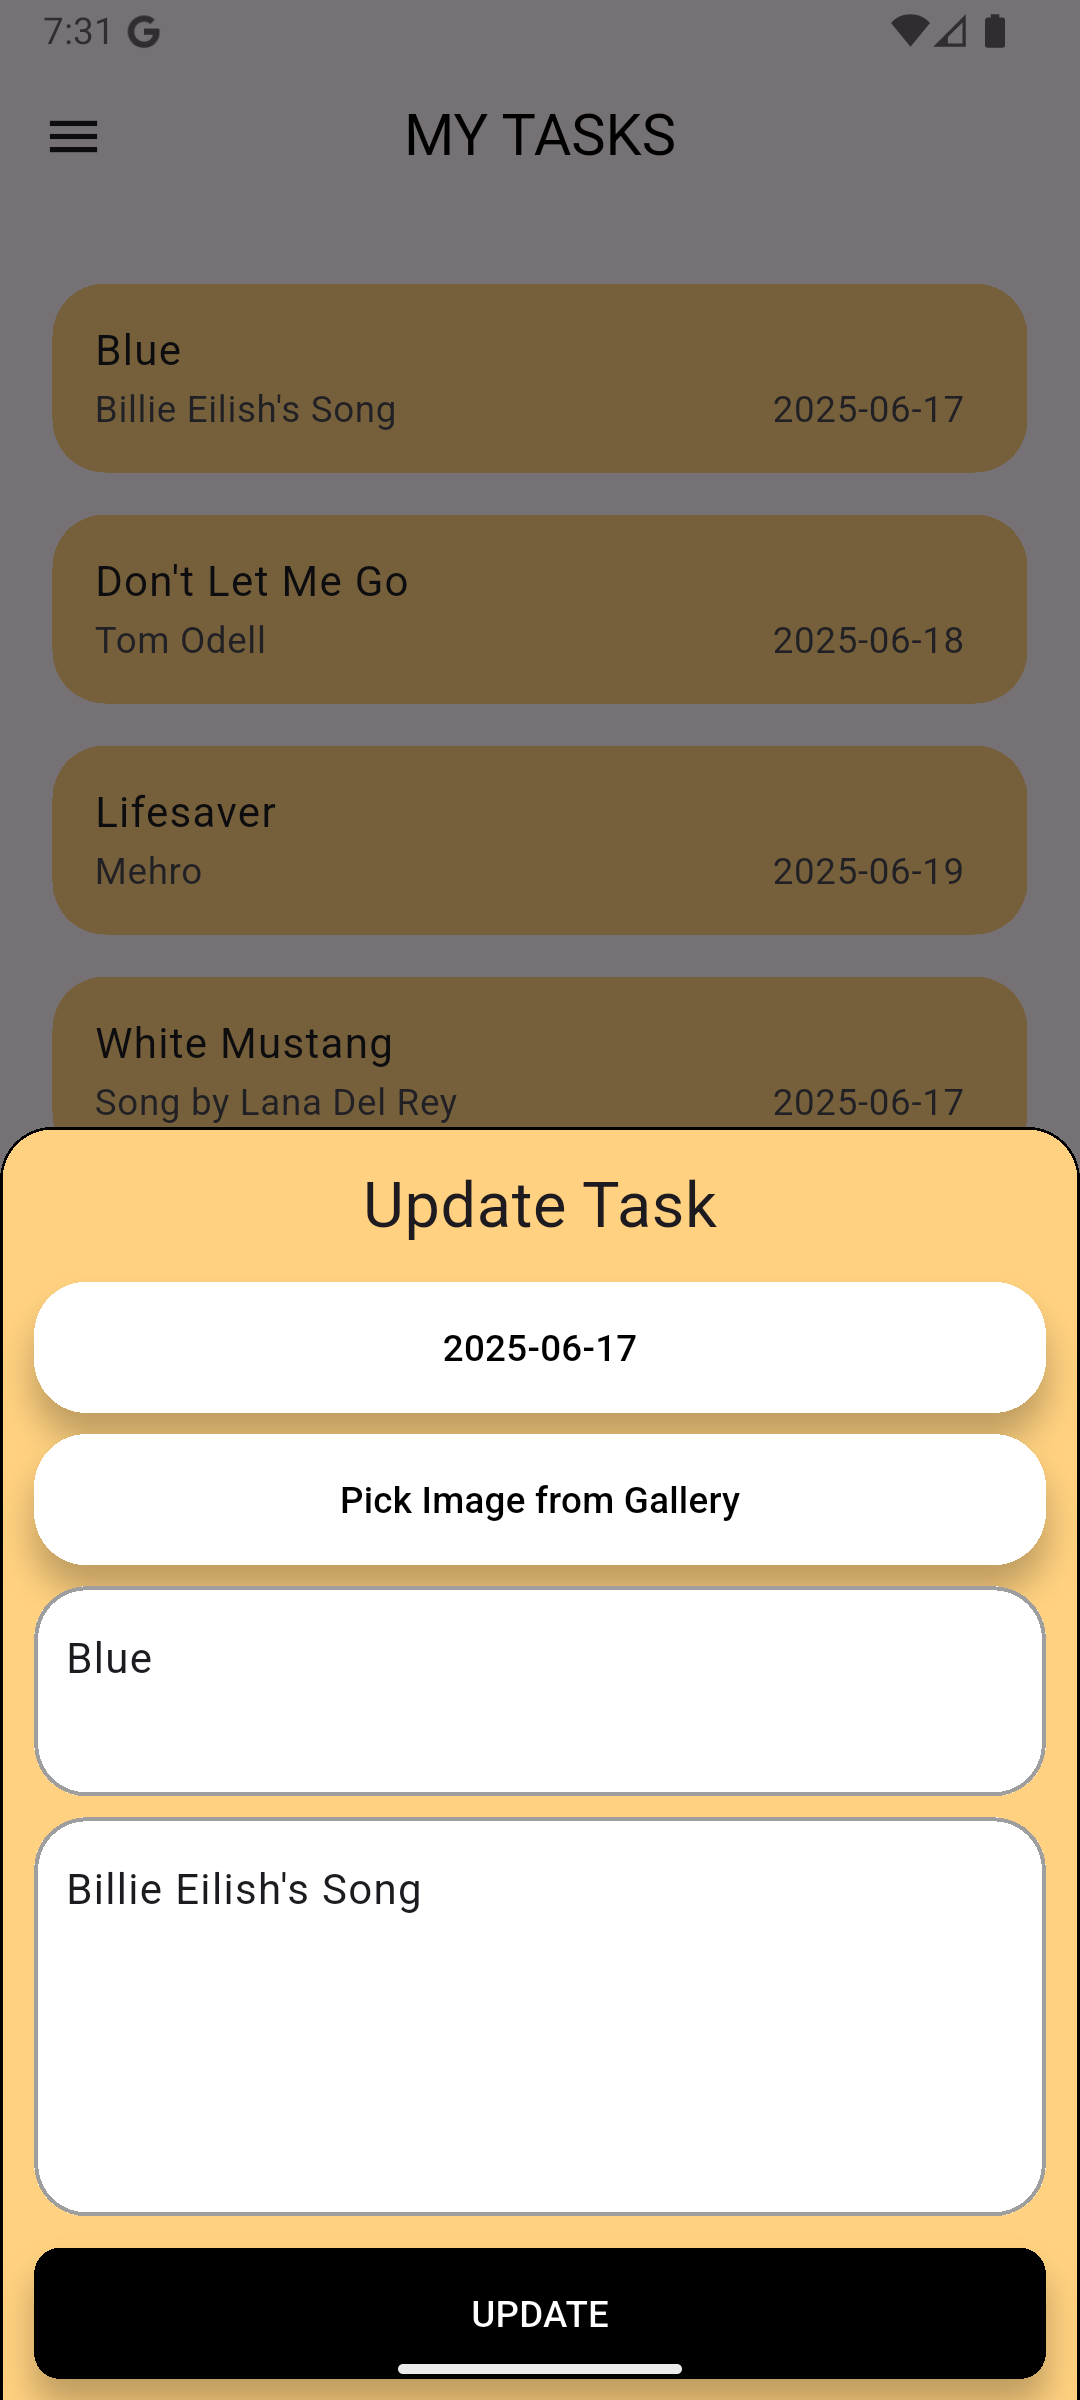 7:31
MY TASKS
Blue
Billie Eilish's Song 2025-06-17
Don't Let Me Go
Tom Odell 2025-06-18
Lifesaver
Mehro 2025-06-19
White Mustang
Song by Lana Del Rey 2025-06-17
Update Task
2025-06-17
Pick Image from Gallery
Blue
Billie Eilish's Song
UPDATE